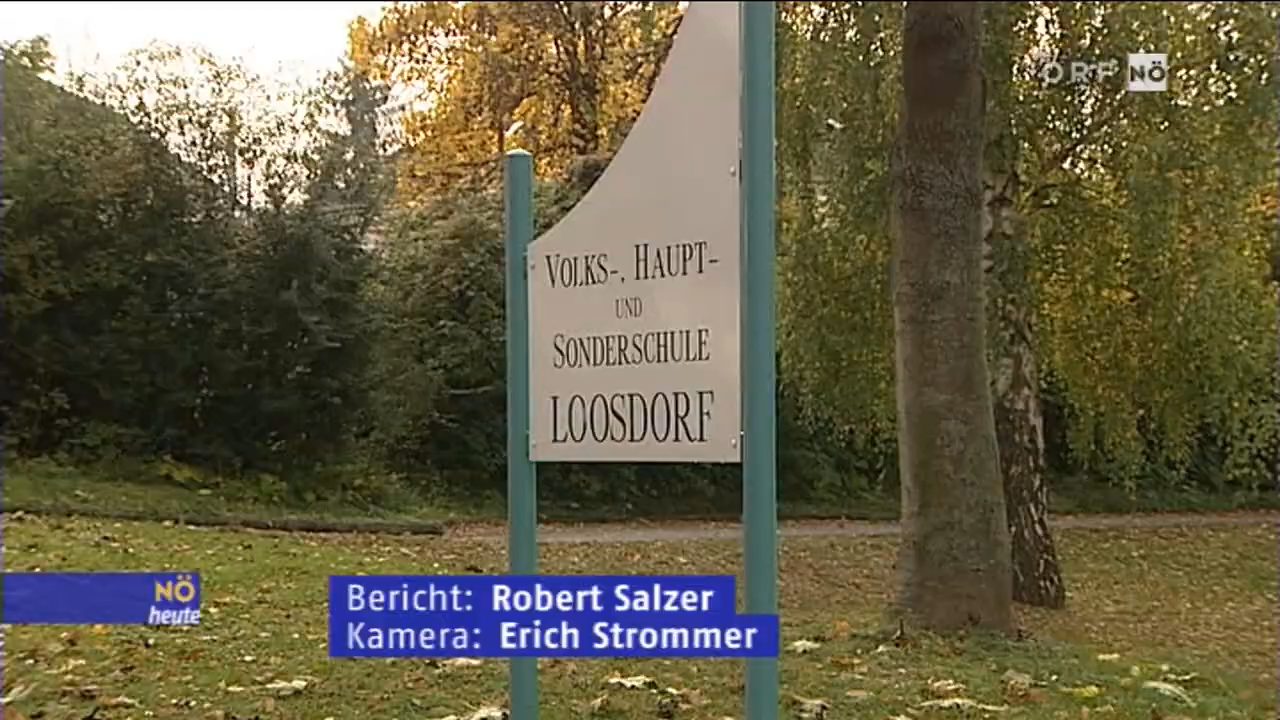 ORF NÖ
VOLKS-, HAUPT-
UND
SONDERSCHULE
LOOSDORF
NÖ
heute
Bericht: Robert Salzer
Kamera: Erich Strommer